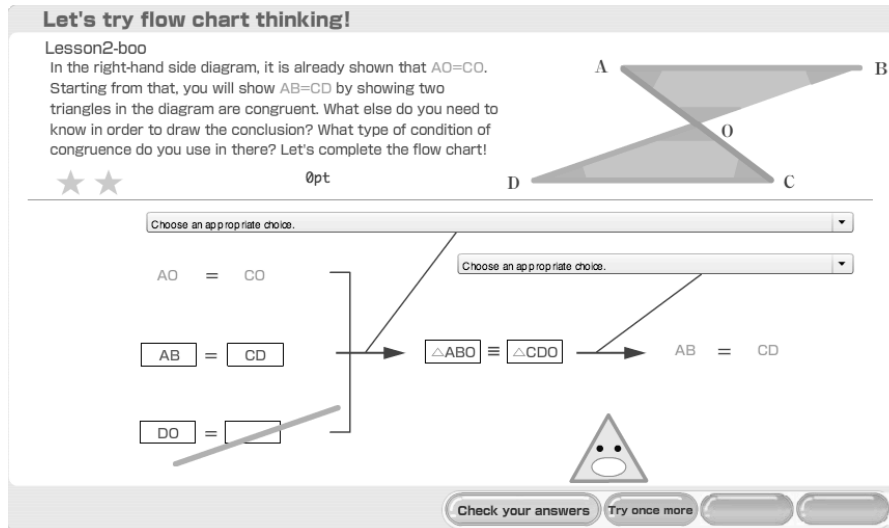 Let's try flow chart thinking!
Lesson2-boo
In the right-hand side diagram, it is already shown that AO=CO.
Starting from that, you will show AB=CD by showing two
triangles in the diagram are congruent. What else do you need to
know in order to draw the conclusion? What type of condition of
congruence do you use in there? Let's complete the flow chart!
A
B
O
D
C
0pt
Choose an appropriate choice.
Choose an appropriate choice.
AO = CO
AB = CD
△ABO ≡ △CDO
AB = CD
DO =
Check your answers
Try once more